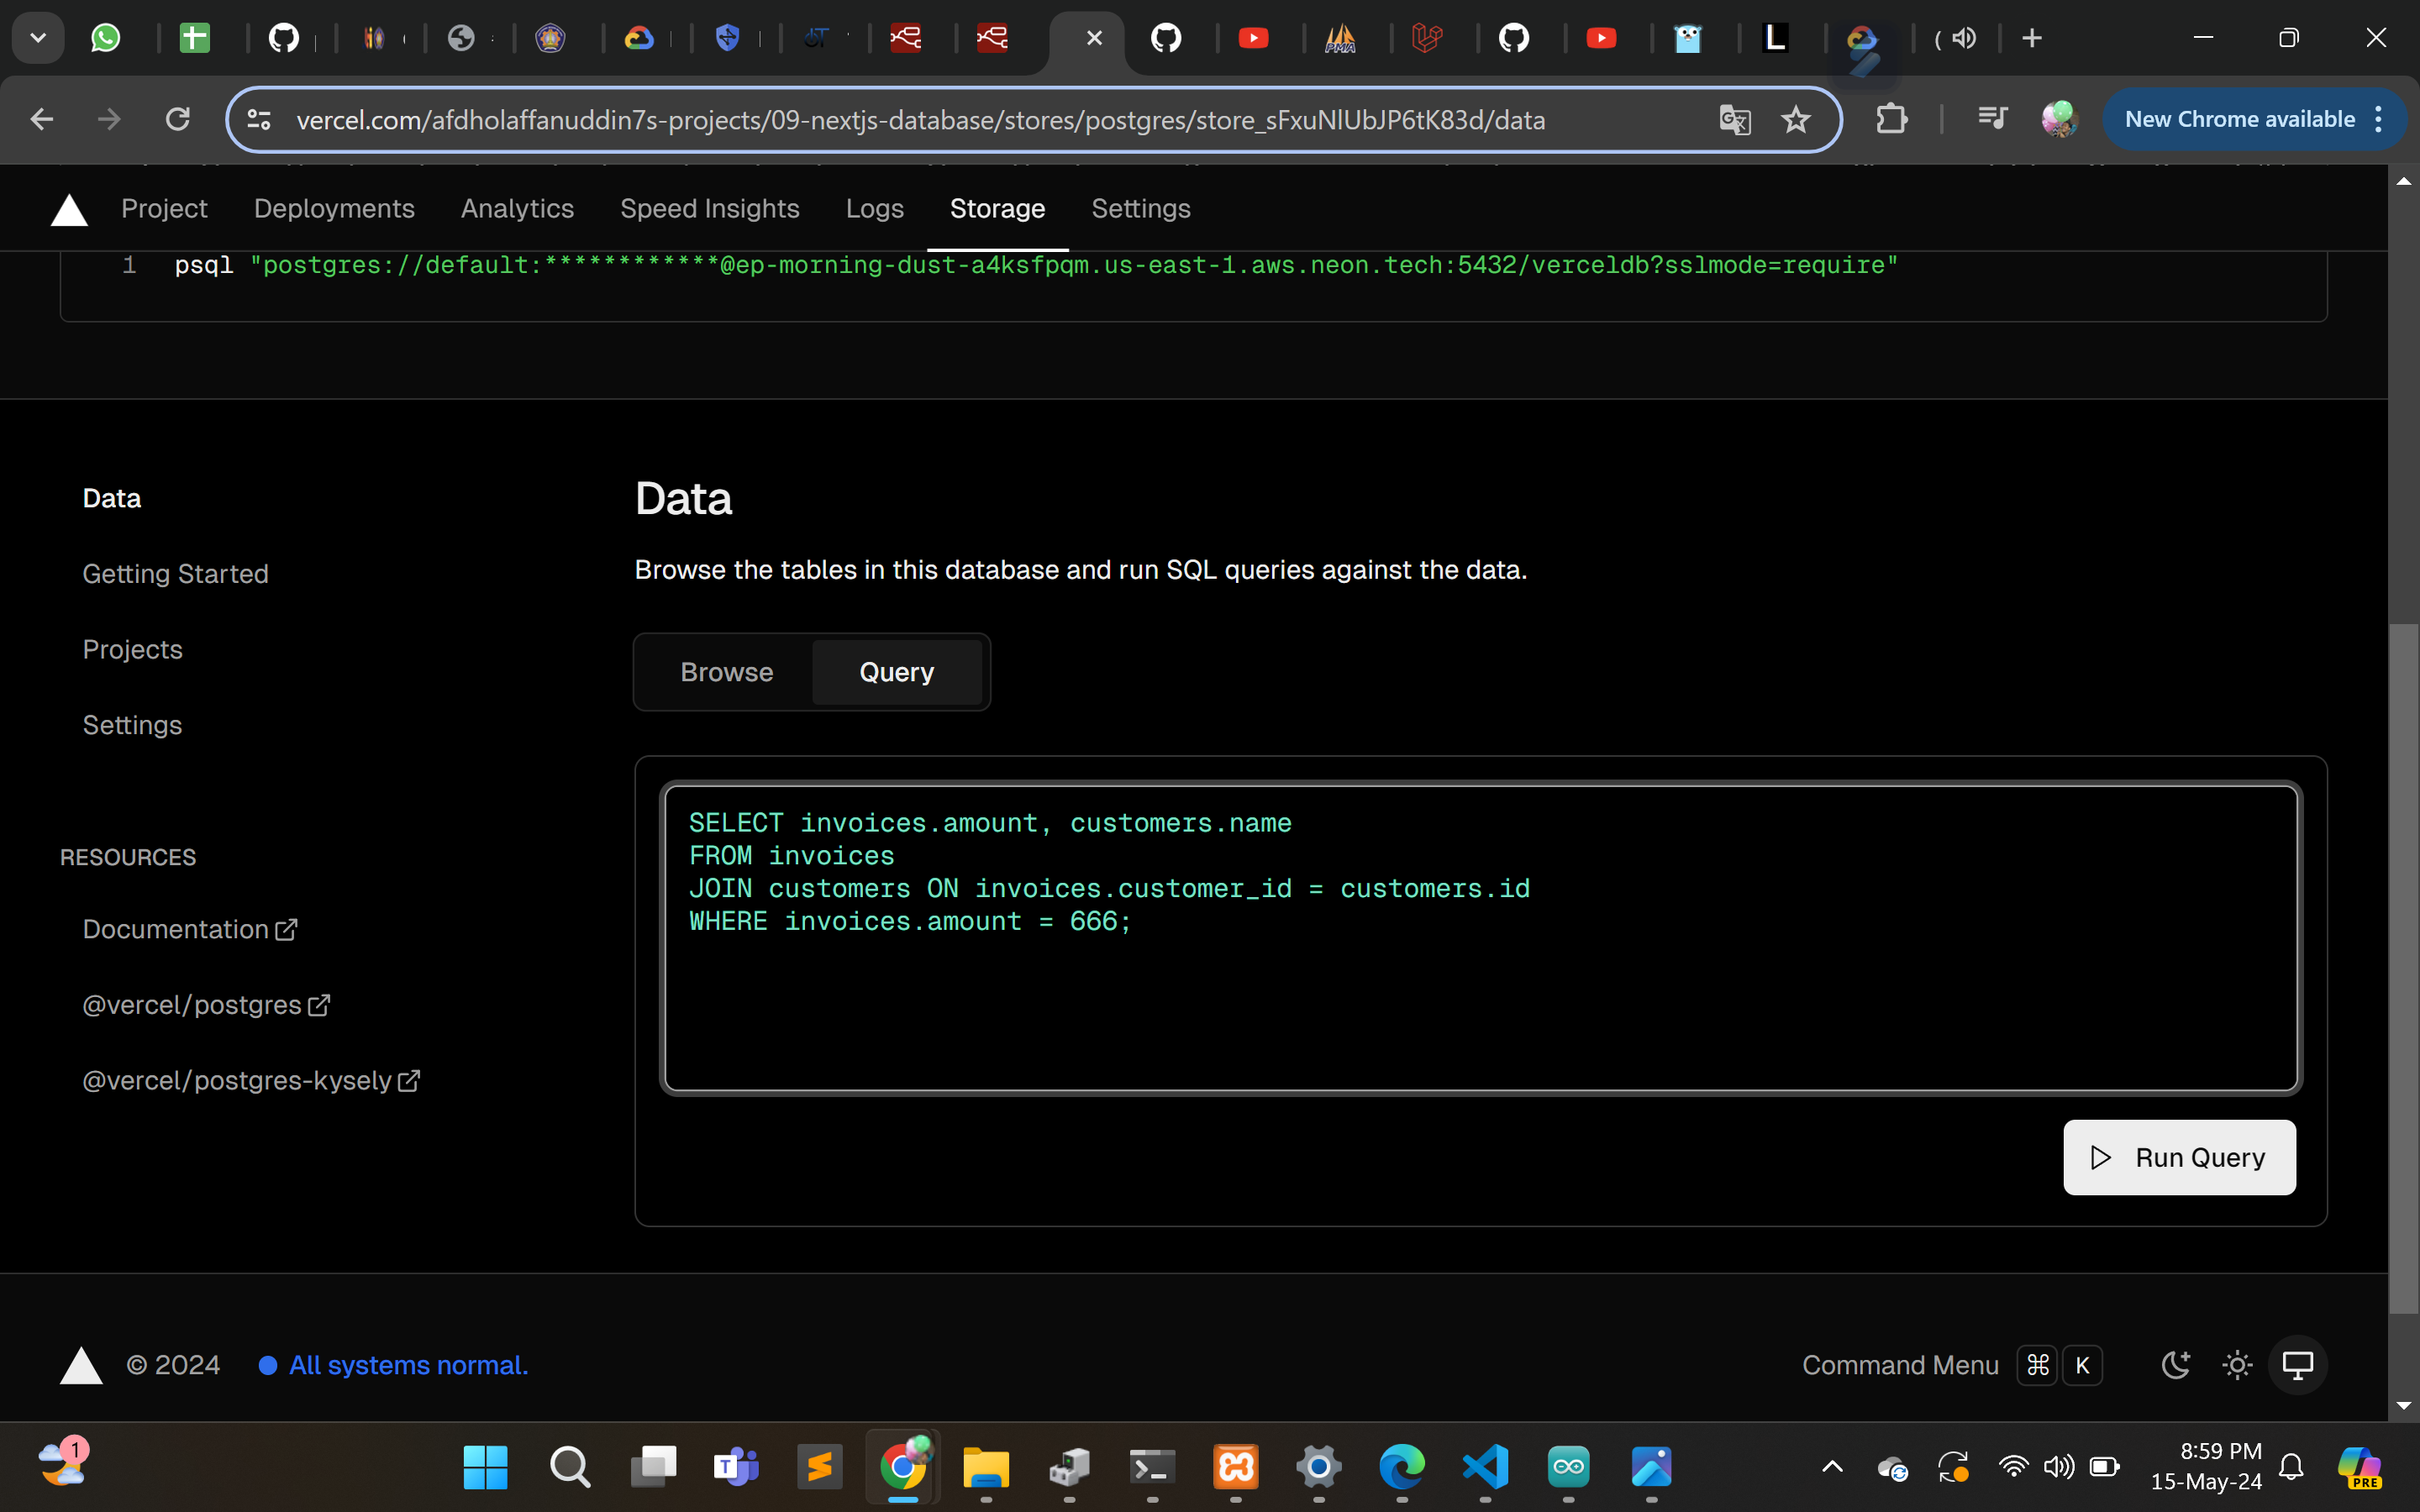 vercel.com/afdholaffanuddin7s-projects/09-nextjs-database/stores/postgres/store_sFxuNlUbJP6tK83d/data
New Chrome available
Project Deployments Analytics Speed Insights Logs Storage Settings
1 psql "postgres://default:************@ep-morning-dust-a4ksfpqm.us-east-1.aws.neon.tech:5432/verceldb?sslmode=require"
Data
Getting Started
Projects
Settings
RESOURCES
Documentation
@vercel/postgres
@vercel/postgres-kysely
Data
Browse the tables in this database and run SQL queries against the data.
Browse Query
SELECT invoices.amount, customers.name
FROM invoices
JOIN customers ON invoices.customer_id = customers.id
WHERE invoices.amount = 666;
Run Query
© 2024 All systems normal.
Command Menu ⌘ K
1
8:59 PM
15-May-24
PRE